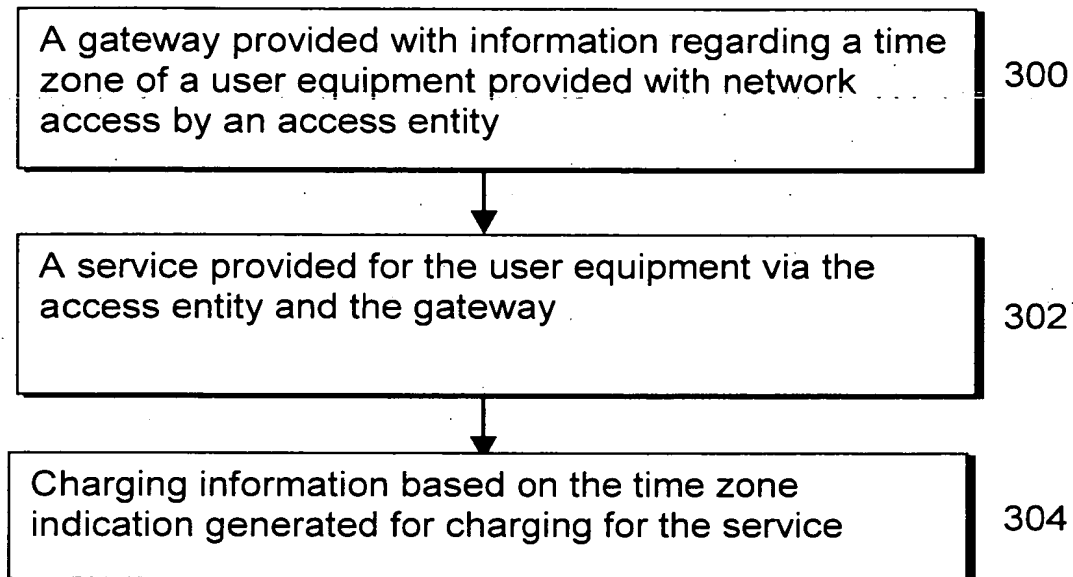 A gateway provided with information regarding a time
zone of a user equipment provided with network
access by an access entity
300
A service provided for the user equipment via the
access entity and the gateway
302
Charging information based on the time zone
indication generated for charging for the service
304